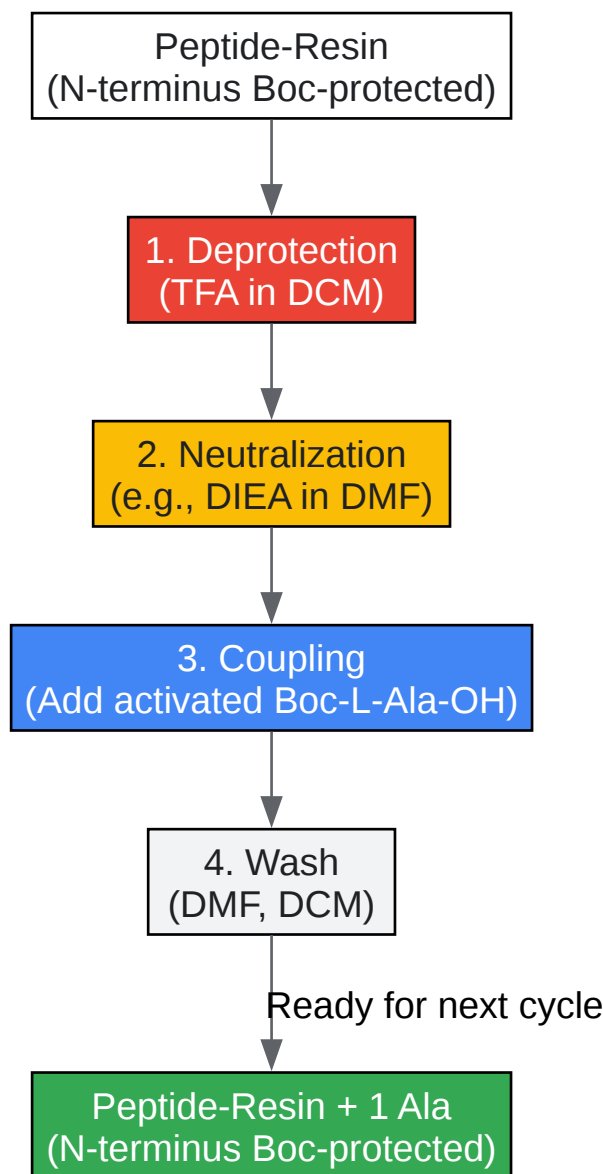 Peptide-Resin
(N-terminus Boc-protected)
1. Deprotection
(TFA in DCM)
2. Neutralization
(e.g., DIEA in DMF)
3. Coupling
(Add activated Boc-L-Ala-OH)
4. Wash
(DMF, DCM)
Ready for next cycle
Peptide-Resin + 1 Ala
(N-terminus Boc-protected)